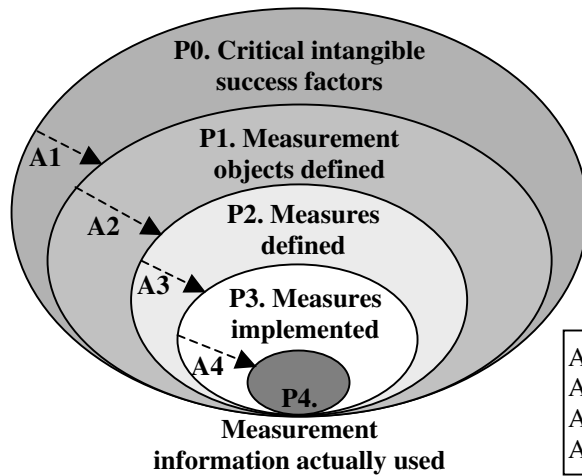 P0. Critical intangible
success factors
A1
P1. Measurement
objects defined
A2
P2. Measures
defined
A3
P3. Measures
implemented
A4
P4.
Measurement
information actually used
A
A
A
A